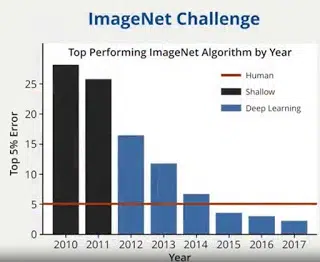 ImageNet Challenge
Top Performing ImageNet Algorithm by Year
Human
Shallow
Deep Learning
Top 5% Error
25
20
15
10
5
0
2010 2011 2012 2013 2014 2015 2016 2017
Year